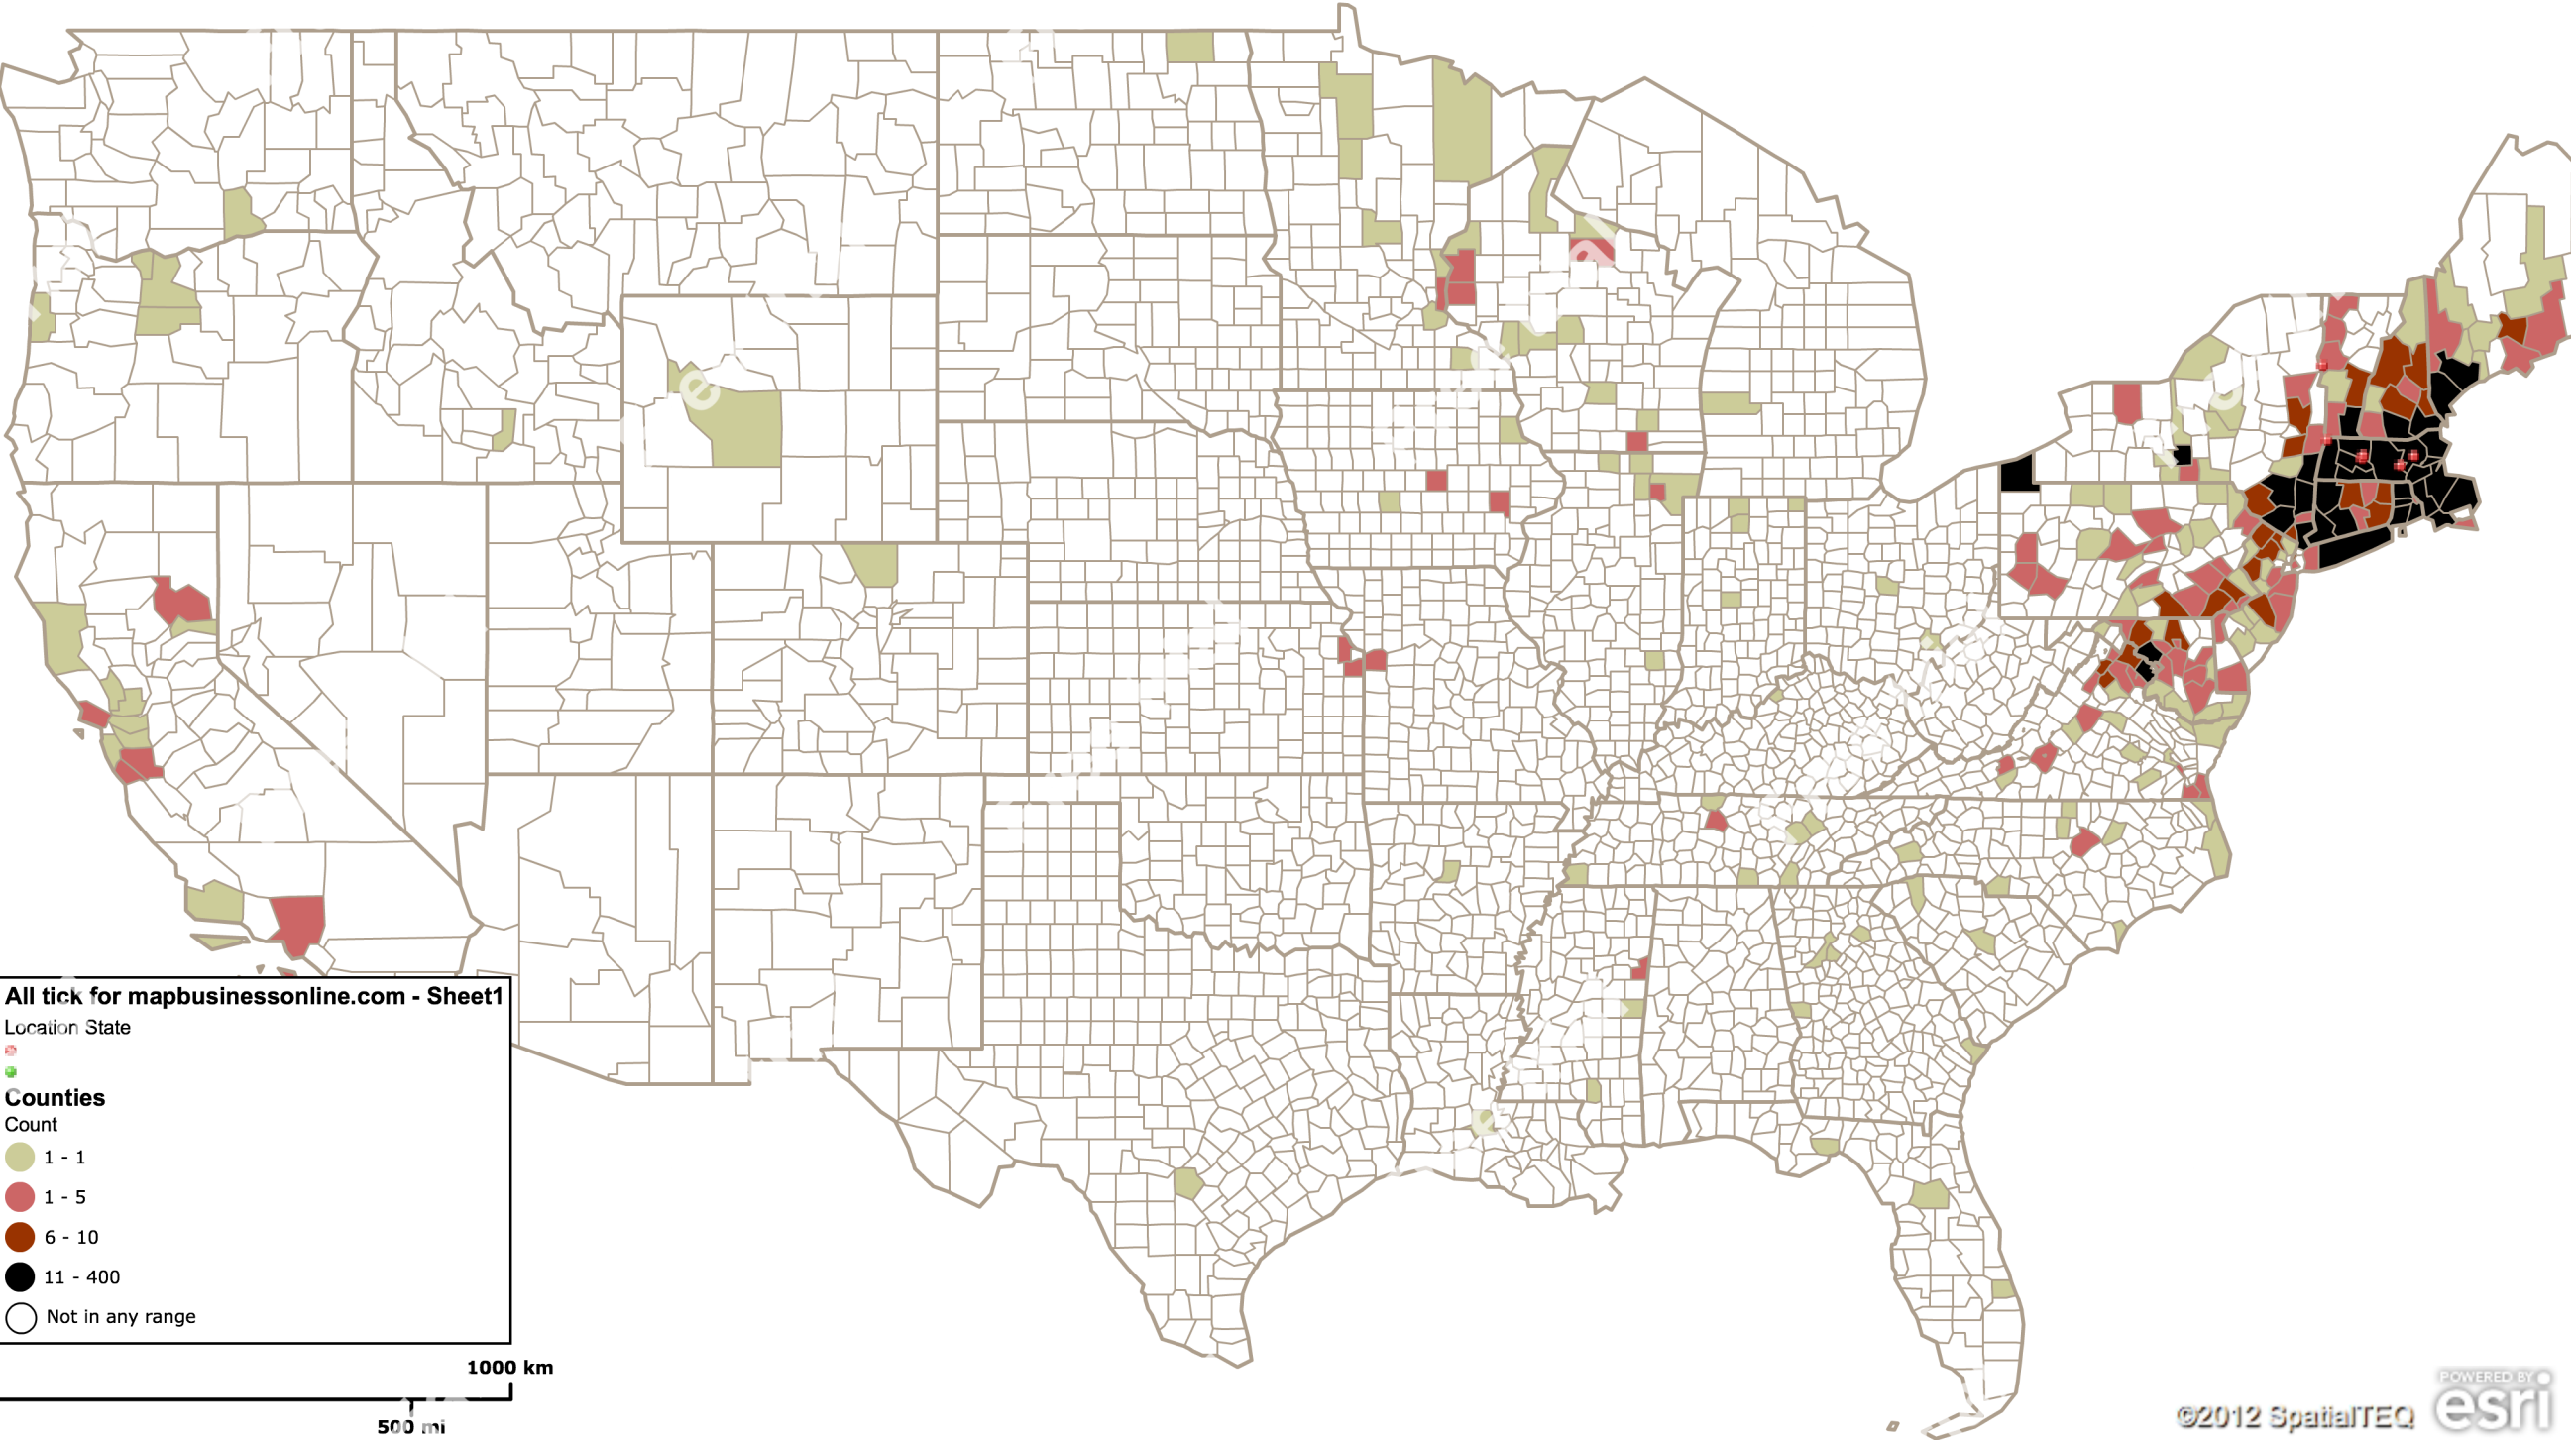 All tick for mapbusinessonline.com - Sheet1
Location State
Counties
Count
1 - 1
1 - 5
6 - 10
11 - 400
Not in any range
1000 km
500 mi
POWERED BY
esri
©2012 SpatialTEQ